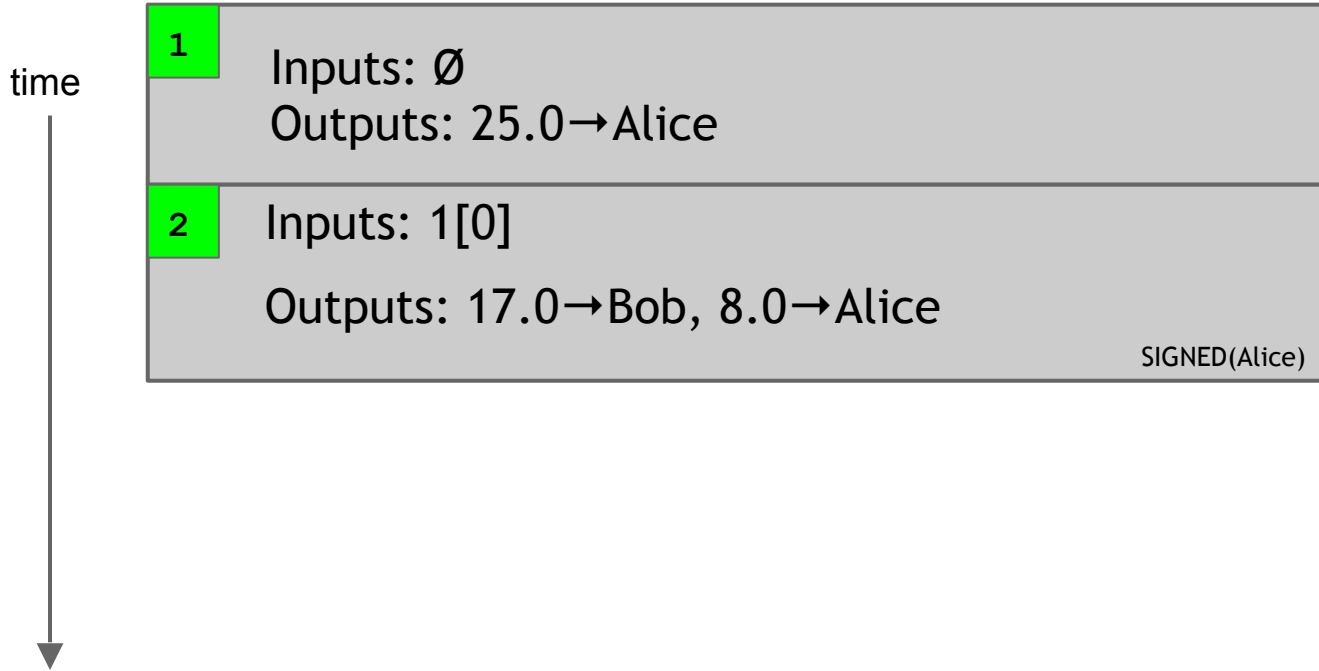 time
1
Inputs: Ø
Outputs: 25.0→Alice
2
Inputs: 1[0]
Outputs: 17.0→Bob, 8.0→Alice
SIGNED(Alice)